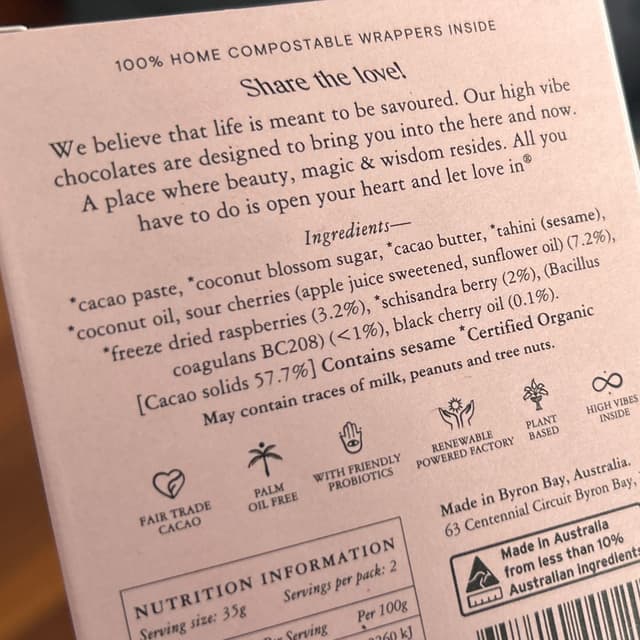 100% HOME COMPOSTABLE WRAPPERS INSIDE
Share the love!
We believe that life is meant to be savoured. Our high vibe
chocolates are designed to bring you into the here and now.
A place where beauty, magic & wisdom resides. All you
have to do is open your heart and let love in®
Ingredients—
*cacao paste, *coconut blossom sugar, *cacao butter, *tahini (sesame),
*coconut oil, sour cherries (apple juice sweetened, sunflower oil) (7.2%),
*freeze dried raspberries (3.2%), *schisandra berry (2%), (Bacillus
coagulans BC208) (<1%), black cherry oil (0.1%).
[Cacao solids 57.7%] Contains sesame *Certified Organic
May contain traces of milk, peanuts and tree nuts.
FAIR TRADE
CACAO
PALM
OIL FREE
WITH FRIENDLY
PROBIOTICS
RENEWABLE
POWERED FACTORY
PLANT
BASED
HIGH VIBES
INSIDE
Made in Byron Bay, Australia.
63 Centennial Circuit Byron Bay,
Made in Australia
from less than 10%
Australian ingredients
NUTRITION INFORMATION
Serving size: 35g Servings per pack: 2
Serving Per 100g